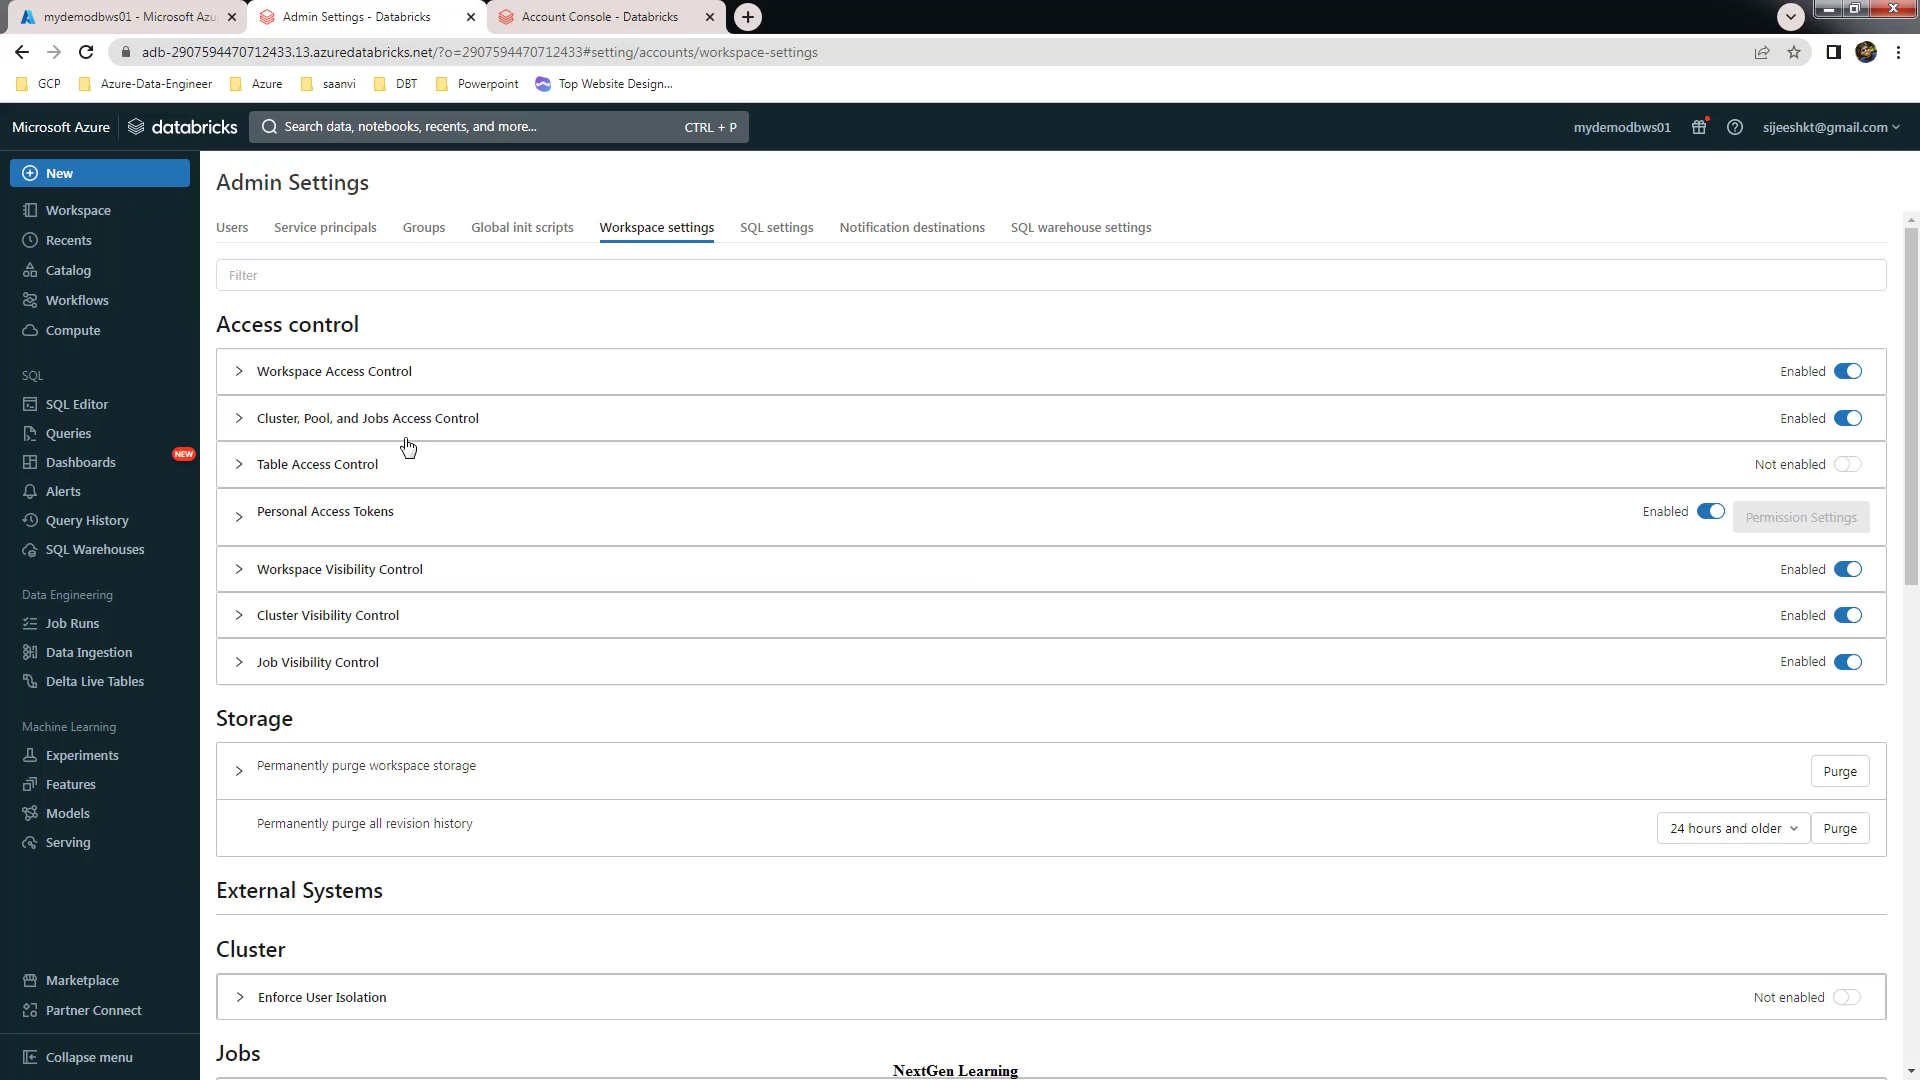 mydemodbws01 - Microsoft Azu
Admin Settings - Databricks
Account Console - Databricks
adb-2907594470712433.13.azuredatabricks.net/?o=2907594470712433#setting/accounts/workspace-settings
GCP
Azure-Data-Engineer
Azure
saanvi
DBT
Powerpoint
Top Website Design...
Microsoft Azure
databricks
Search data, notebooks, recents, and more...
CTRL + P
mydemodbws01
sijeeshkt@gmail.com
New
Workspace
Recents
Catalog
Workflows
Compute
SQL
SQL Editor
Queries
Dashboards
NEW
Alerts
Query History
SQL Warehouses
Data Engineering
Job Runs
Data Ingestion
Delta Live Tables
Machine Learning
Experiments
Features
Models
Serving
Marketplace
Partner Connect
Collapse menu
Admin Settings
Users
Service principals
Groups
Global init scripts
Workspace settings
SQL settings
Notification destinations
SQL warehouse settings
Filter
Access control
Workspace Access Control
Enabled
Cluster, Pool, and Jobs Access Control
Enabled
Table Access Control
Not enabled
Personal Access Tokens
Enabled
Permission Settings
Workspace Visibility Control
Enabled
Cluster Visibility Control
Enabled
Job Visibility Control
Enabled
Storage
Permanently purge workspace storage
Purge
Permanently purge all revision history
24 hours and older
Purge
External Systems
Cluster
Enforce User Isolation
Not enabled
Jobs
NextGen Learning